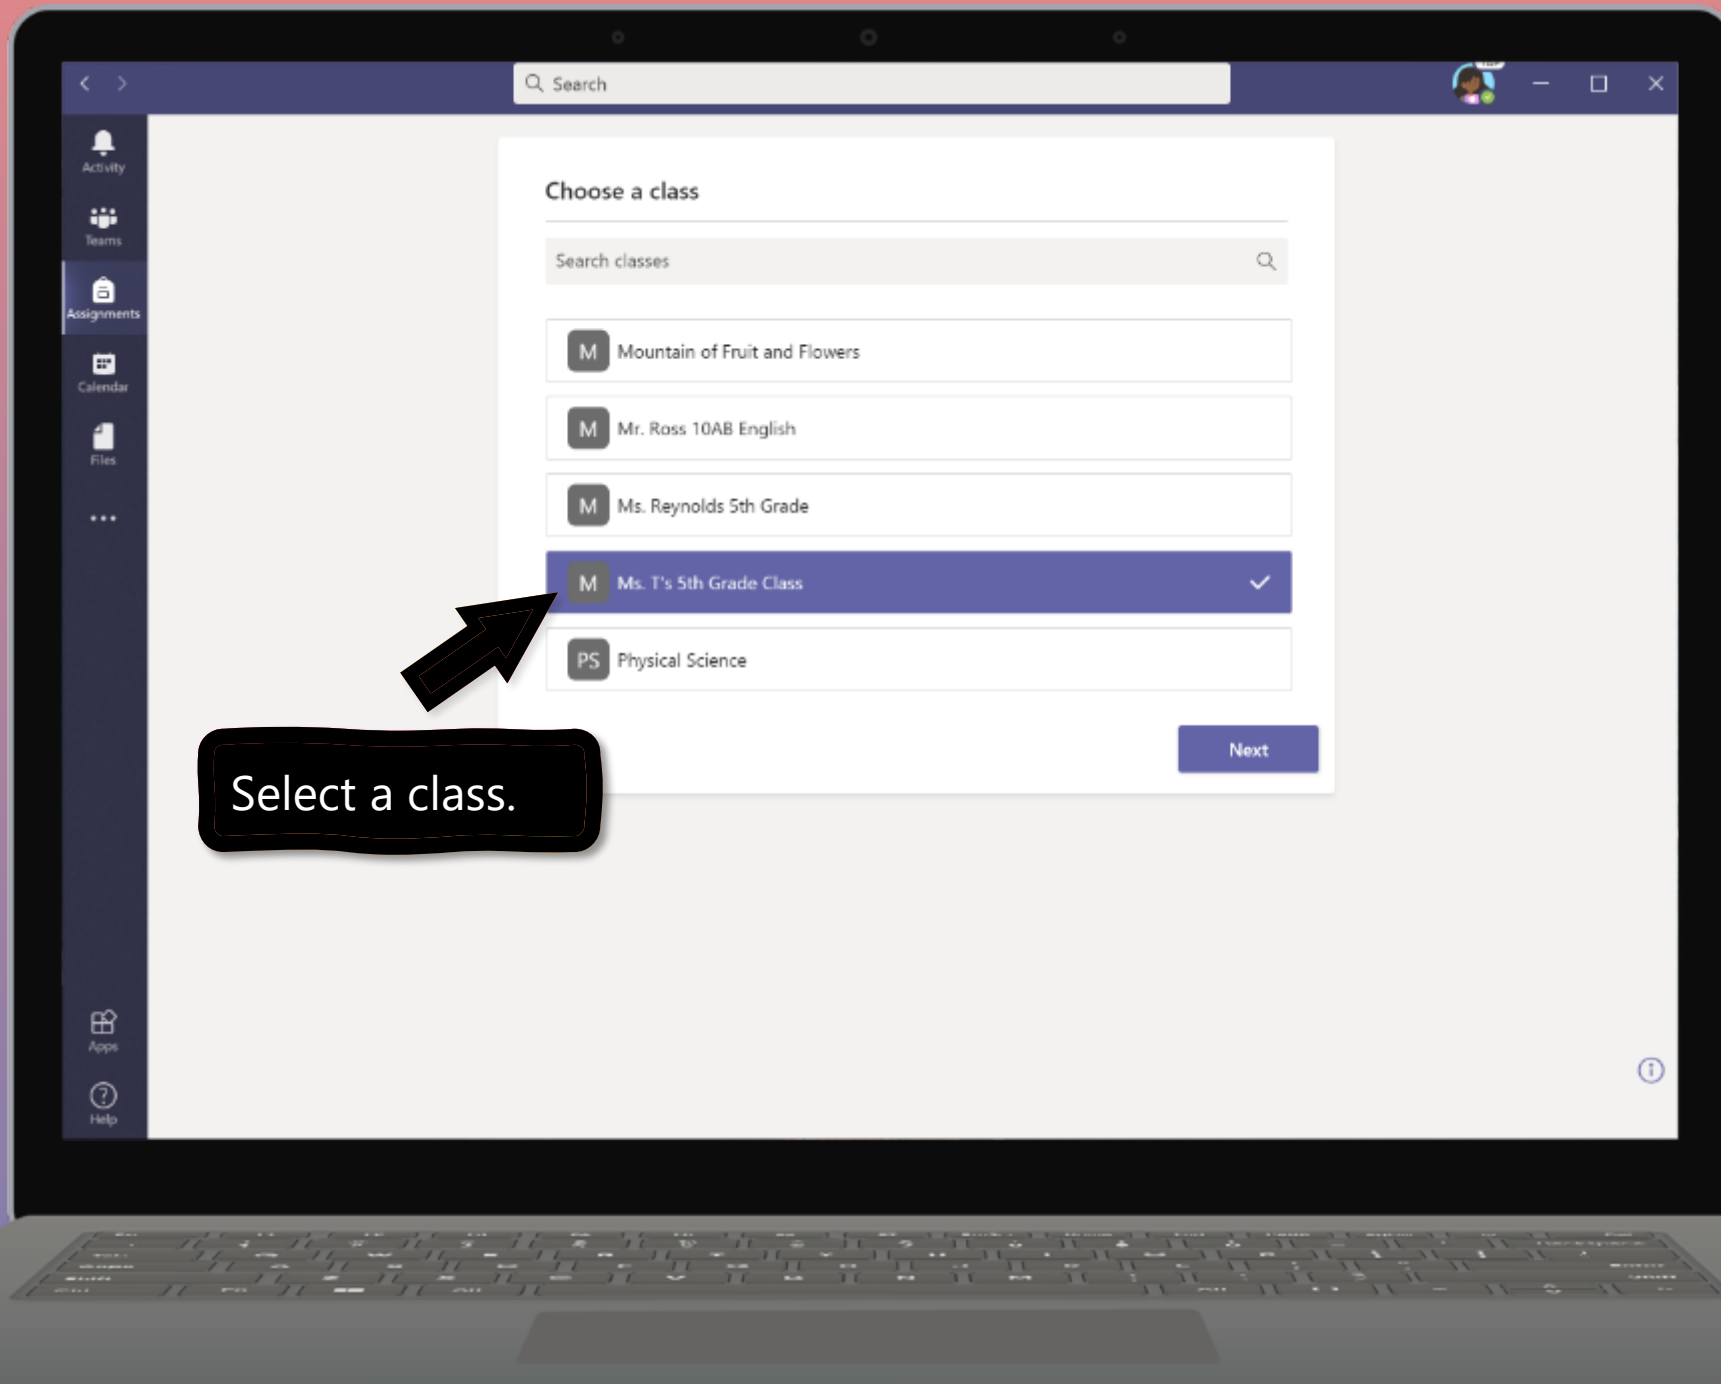 Search
Activity
Teams
Assignments
Calendar
Files
Apps
Help
Choose a class
Search classes
M Mountain of Fruit and Flowers
M Mr. Ross 10AB English
M Ms. Reynolds 5th Grade
M Ms. T's 5th Grade Class
PS Physical Science
Next
Select a class.